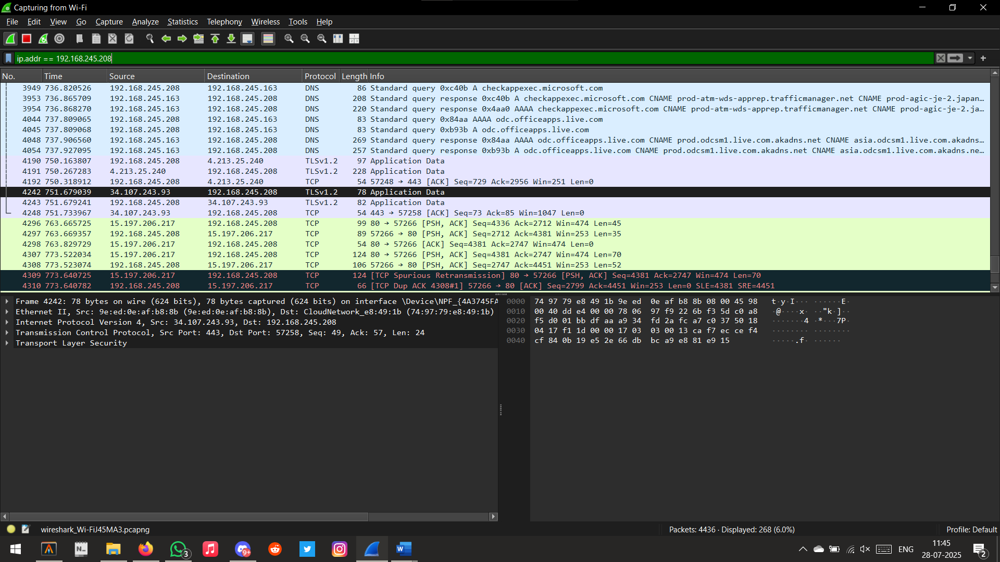 Capturing from Wi-Fi
File Edit View Go Capture Analyze Statistics Telephony Wireless Tools Help
ip.addr == 192.168.245.208
No. Time Source Destination Protocol Length Info
3949 736.820526 192.168.245.208 192.168.245.163 DNS 86 Standard query 0xc40b A checkappexec.microsoft.com
3953 736.865709 192.168.245.163 192.168.245.208 DNS 208 Standard query response 0xc40b A checkappexec.microsoft.com CNAME prod-atm-wds-apprep.trafficmanager.net CNAME prod-agic-je-2.japan…
3954 736.868270 192.168.245.163 192.168.245.208 DNS 220 Standard query response 0x4aa0 AAAA checkappexec.microsoft.com CNAME prod-atm-wds-apprep.trafficmanager.net CNAME prod-agic-je-2.ja…
4044 737.809065 192.168.245.208 192.168.245.163 DNS 83 Standard query 0x84aa AAAA odc.officeapps.live.com
4045 737.809068 192.168.245.208 192.168.245.163 DNS 83 Standard query 0xb93b A odc.officeapps.live.com
4048 737.906560 192.168.245.163 192.168.245.208 DNS 269 Standard query response 0x84aa AAAA odc.officeapps.live.com CNAME prod.odcsm1.live.com.akadns.net CNAME asia.odcsm1.live.com.akadns…
4054 737.927095 192.168.245.163 192.168.245.208 DNS 257 Standard query response 0xb93b A odc.officeapps.live.com CNAME prod.odcsm1.live.com.akadns.net CNAME asia.odcsm1.live.com.akadns.ne…
4190 750.163807 192.168.245.208 4.213.25.240 TLSv1.2 97 Application Data
4191 750.267283 4.213.25.240 192.168.245.208 TLSv1.2 228 Application Data
4192 750.318912 192.168.245.208 4.213.25.240 TCP 54 57248 → 443 [ACK] Seq=729 Ack=2956 Win=251 Len=0
4242 751.679039 34.107.243.93 192.168.245.208 TLSv1.2 78 Application Data
4243 751.679241 192.168.245.208 34.107.243.93 TLSv1.2 82 Application Data
4248 751.733967 34.107.243.93 192.168.245.208 TCP 54 443 → 57258 [ACK] Seq=73 Ack=85 Win=1047 Len=0
4296 763.665725 15.197.206.217 192.168.245.208 TCP 99 80 → 57266 [PSH, ACK] Seq=4336 Ack=2712 Win=474 Len=45
4297 763.669357 192.168.245.208 15.197.206.217 TCP 89 57266 → 80 [PSH, ACK] Seq=2712 Ack=4381 Win=253 Len=35
4298 763.829729 15.197.206.217 192.168.245.208 TCP 54 80 → 57266 [ACK] Seq=4381 Ack=2747 Win=474 Len=0
4307 773.522034 15.197.206.217 192.168.245.208 TCP 124 80 → 57266 [PSH, ACK] Seq=4381 Ack=2747 Win=474 Len=70
4308 773.523074 192.168.245.208 15.197.206.217 TCP 106 57266 → 80 [PSH, ACK] Seq=2747 Ack=4451 Win=253 Len=52
4309 773.640725 15.197.206.217 192.168.245.208 TCP 124 [TCP Spurious Retransmission] 80 → 57266 [PSH, ACK] Seq=4381 Ack=2747 Win=474 Len=70
4310 773.640782 192.168.245.208 15.197.206.217 TCP 66 [TCP Dup ACK 4308#1] 57266 → 80 [ACK] Seq=2799 Ack=4451 Win=253 Len=0 SLE=4381 SRE=4451
Frame 4242: 78 bytes on wire (624 bits), 78 bytes captured (624 bits) on interface \Device\NPF_{4A3745FA
Ethernet II, Src: 9e:ed:0e:af:b8:8b (9e:ed:0e:af:b8:8b), Dst: CloudNetwork_e8:49:1b (74:97:79:e8:49:1b)
Internet Protocol Version 4, Src: 34.107.243.93, Dst: 192.168.245.208
Transmission Control Protocol, Src Port: 443, Dst Port: 57258, Seq: 49, Ack: 57, Len: 24
Transport Layer Security
0000 74 97 79 e8 49 1b 9e ed 0e af b8 8b 08 00 45 98 t·y·I··· ······E·
0010 00 40 dd e4 00 00 78 06 97 f9 22 6b f3 5d c0 a8 ·@····x· ··"k·]··
0020 f5 d0 01 bb df aa a9 34 fd 2a fc a7 c0 37 50 18 ·······4 ·*···7P·
0030 04 17 f1 1d 00 00 17 03 03 00 13 ca f7 ec ce f4 ········ ········
0040 cf 84 0b 19 e5 2e 66 db bc a9 e8 81 e9 15 ·····.f· ······
wireshark_Wi-FiJ45MA3.pcapng
Packets: 4436 · Displayed: 268 (6.0%)
Profile: Default
N_
3
9+
W
ENG
11:45
28-07-2025
2